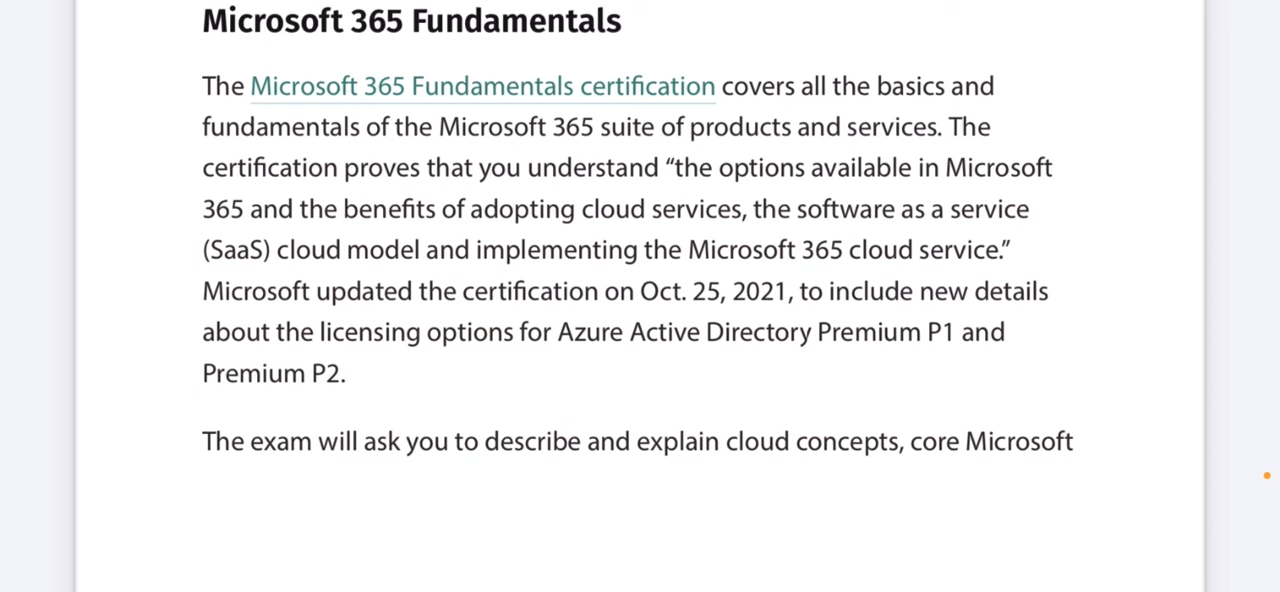 Microsoft 365 Fundamentals
The Microsoft 365 Fundamentals certification covers all the basics and
fundamentals of the Microsoft 365 suite of products and services. The
certification proves that you understand “the options available in Microsoft
365 and the benefits of adopting cloud services, the software as a service
(SaaS) cloud model and implementing the Microsoft 365 cloud service.”
Microsoft updated the certification on Oct. 25, 2021, to include new details
about the licensing options for Azure Active Directory Premium P1 and
Premium P2.
The exam will ask you to describe and explain cloud concepts, core Microsoft